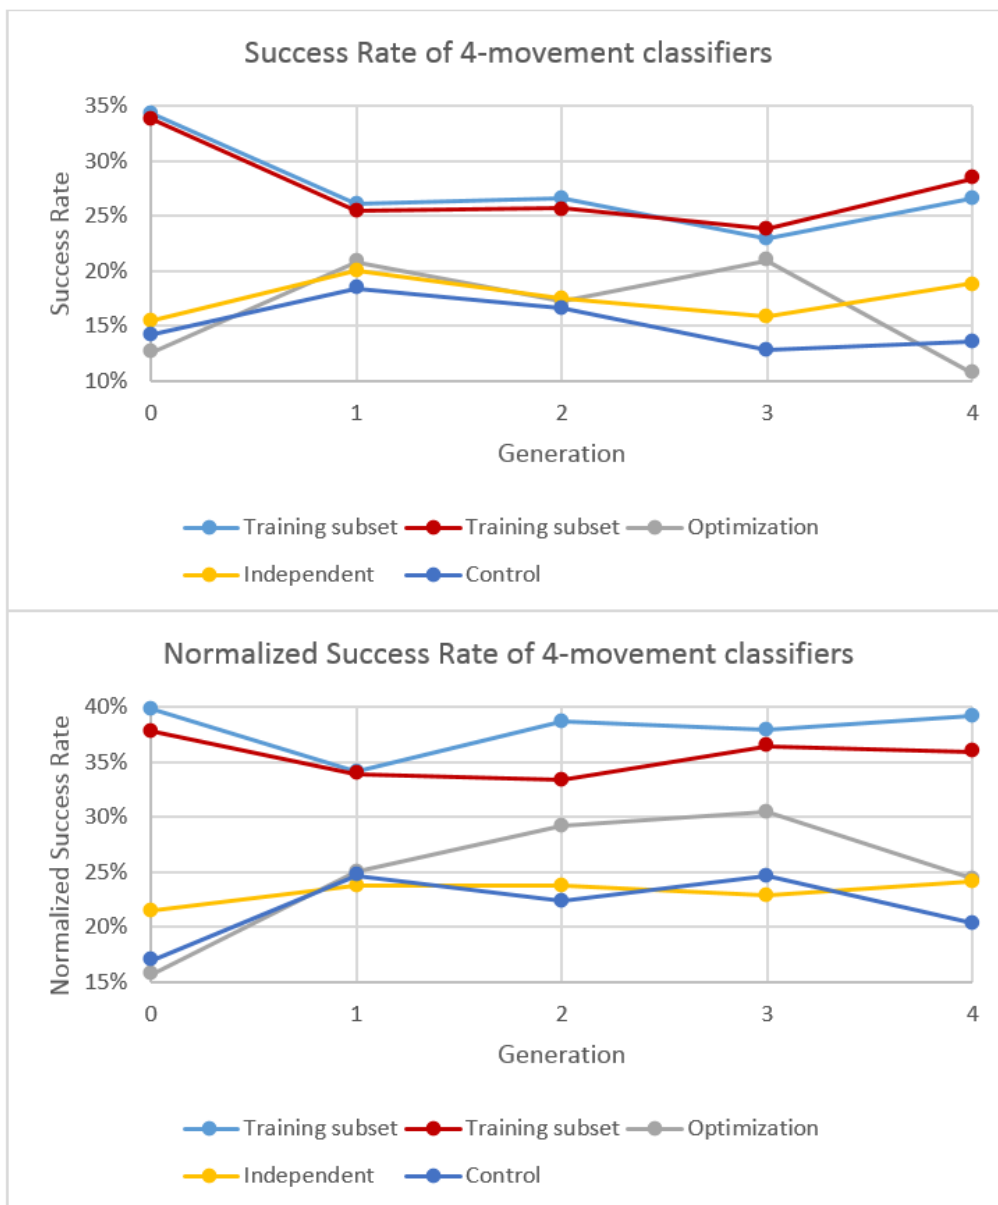 Success Rate of 4-movement classifiers
35%
30%
25%
20%
15%
10%
Success Rate
0 1 2 3 4
Generation
Training subset Training subset Optimization
Independent Control
Normalized Success Rate of 4-movement classifiers
40%
35%
30%
25%
20%
15%
Normalized Success Rate
0 1 2 3 4
Generation
Training subset Training subset Optimization
Independent Control